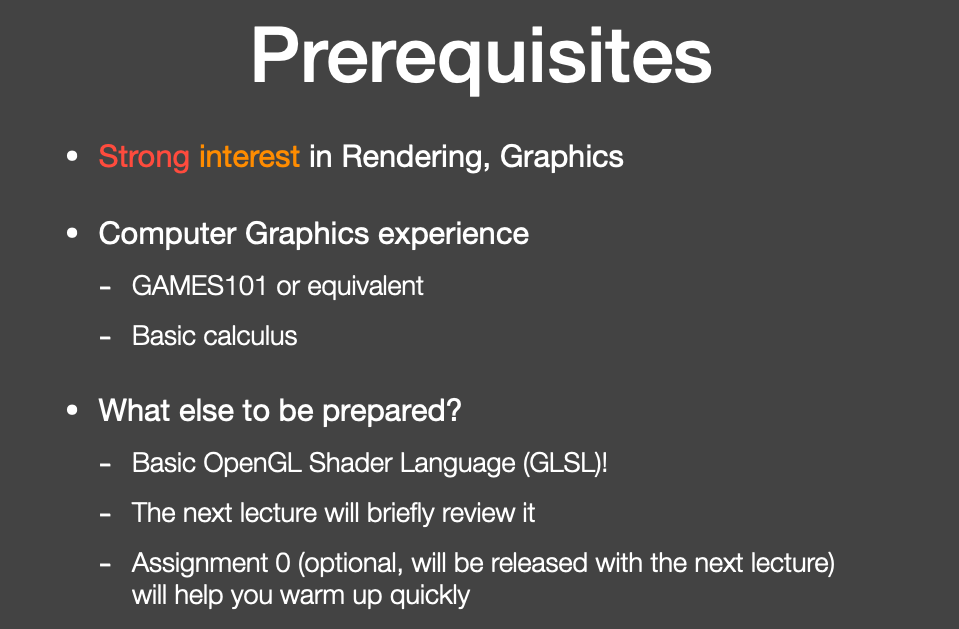 Prerequisites
• Strong interest in Rendering, Graphics
• Computer Graphics experience
- GAMES101 or equivalent
- Basic calculus
• What else to be prepared?
- Basic OpenGL Shader Language (GLSL)!
- The next lecture will briefly review it
- Assignment 0 (optional, will be released with the next lecture)
will help you warm up quickly